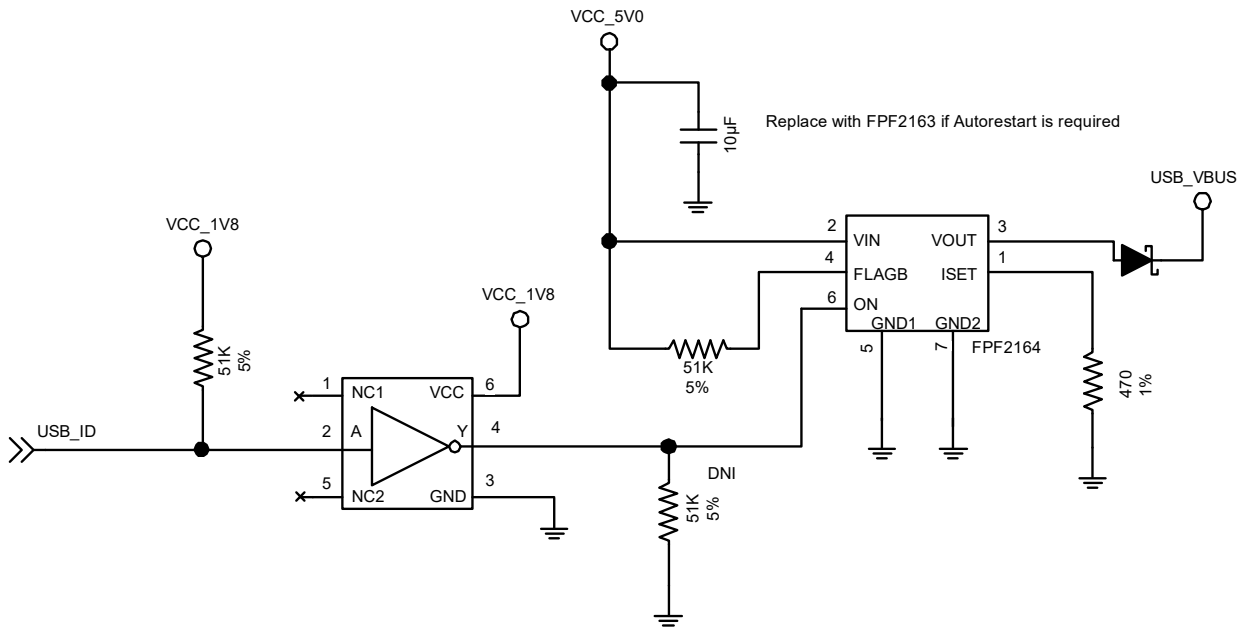 VCC_5V0
10µF
Replace with FPF2163 if Autorestart is required
USB_VBUS
VCC_1V8
2
VIN
VOUT
3
4
FLAGB
ISET
1
6
ON
GND1
GND2
5
7
FPF2164
VCC_1V8
51K
5%
51K
5%
470
1%
1
NC1
VCC
6
USB_ID
2
A
Y
4
5
NC2
GND
3
DNI
51K
5%